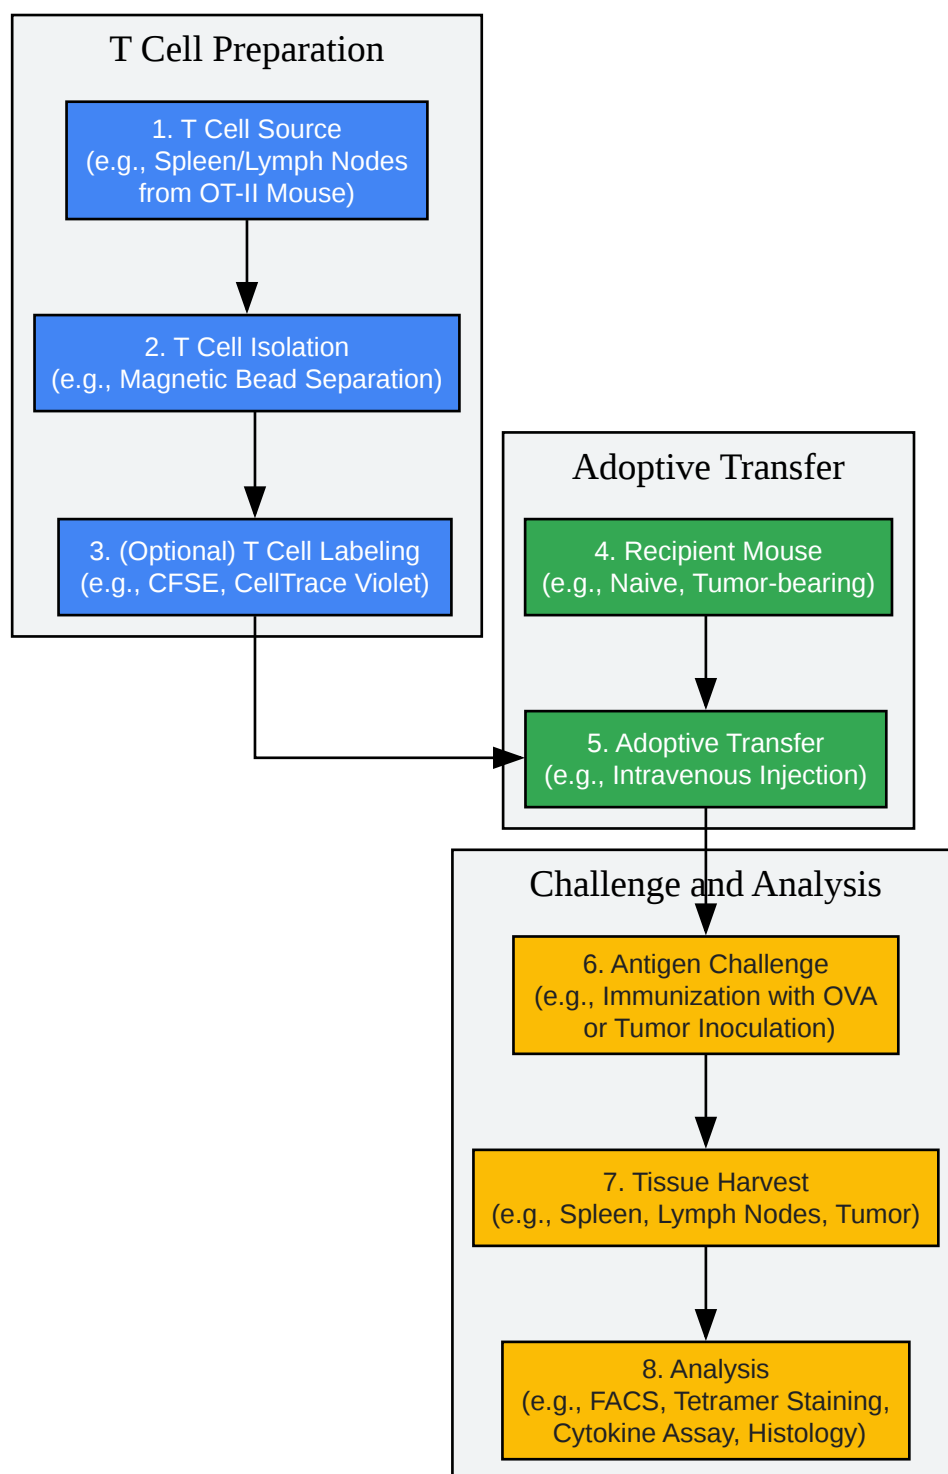 T Cell Preparation
1. T Cell Source
(e.g., Spleen/Lymph Nodes
from OT-II Mouse)
2. T Cell Isolation
(e.g., Magnetic Bead Separation)
3. (Optional) T Cell Labeling
(e.g., CFSE, CellTrace Violet)
Adoptive Transfer
4. Recipient Mouse
(e.g., Naive, Tumor-bearing)
5. Adoptive Transfer
(e.g., Intravenous Injection)
Challenge and Analysis
6. Antigen Challenge
(e.g., Immunization with OVA
or Tumor Inoculation)
7. Tissue Harvest
(e.g., Spleen, Lymph Nodes, Tumor)
8. Analysis
(e.g., FACS, Tetramer Staining,
Cytokine Assay, Histology)